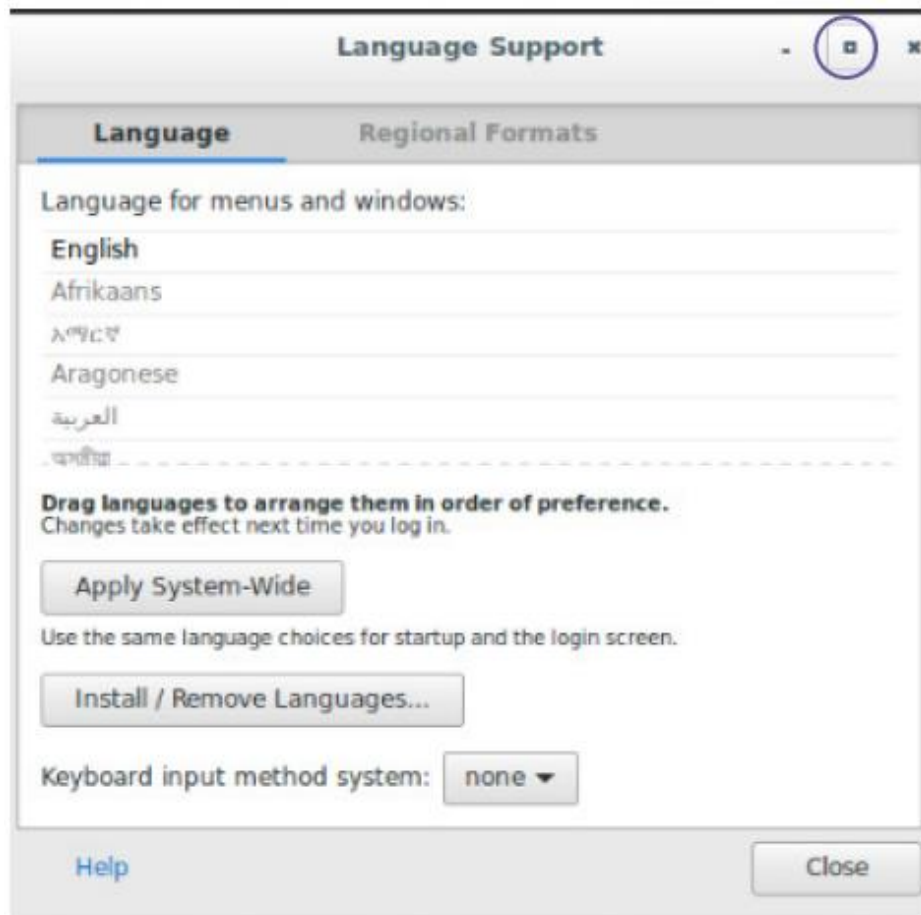 Language Support
Language Regional Formats
Language for menus and windows:
English
Afrikaans
አማርኛ
Aragonese
العربية
Drag languages to arrange them in order of preference.
Changes take effect next time you log in.
Apply System-Wide
Use the same language choices for startup and the login screen.
Install / Remove Languages...
Keyboard input method system: none
Help Close